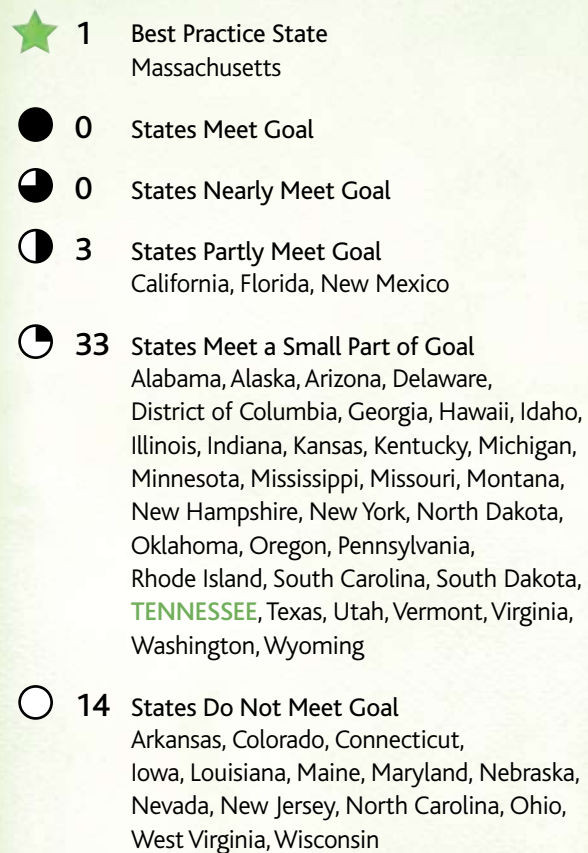 1 Best Practice State
Massachusetts
0 States Meet Goal
0 States Nearly Meet Goal
3 States Partly Meet Goal
California, Florida, New Mexico
33 States Meet a Small Part of Goal
Alabama, Alaska, Arizona, Delaware,
District of Columbia, Georgia, Hawaii, Idaho,
Illinois, Indiana, Kansas, Kentucky, Michigan,
Minnesota, Mississippi, Missouri, Montana,
New Hampshire, New York, North Dakota,
Oklahoma, Oregon, Pennsylvania,
Rhode Island, South Carolina, South Dakota,
TENNESSEE, Texas, Utah, Vermont, Virginia,
Washington, Wyoming
14 States Do Not Meet Goal
Arkansas, Colorado, Connecticut,
Iowa, Louisiana, Maine, Maryland, Nebraska,
Nevada, New Jersey, North Carolina, Ohio,
West Virginia, Wisconsin